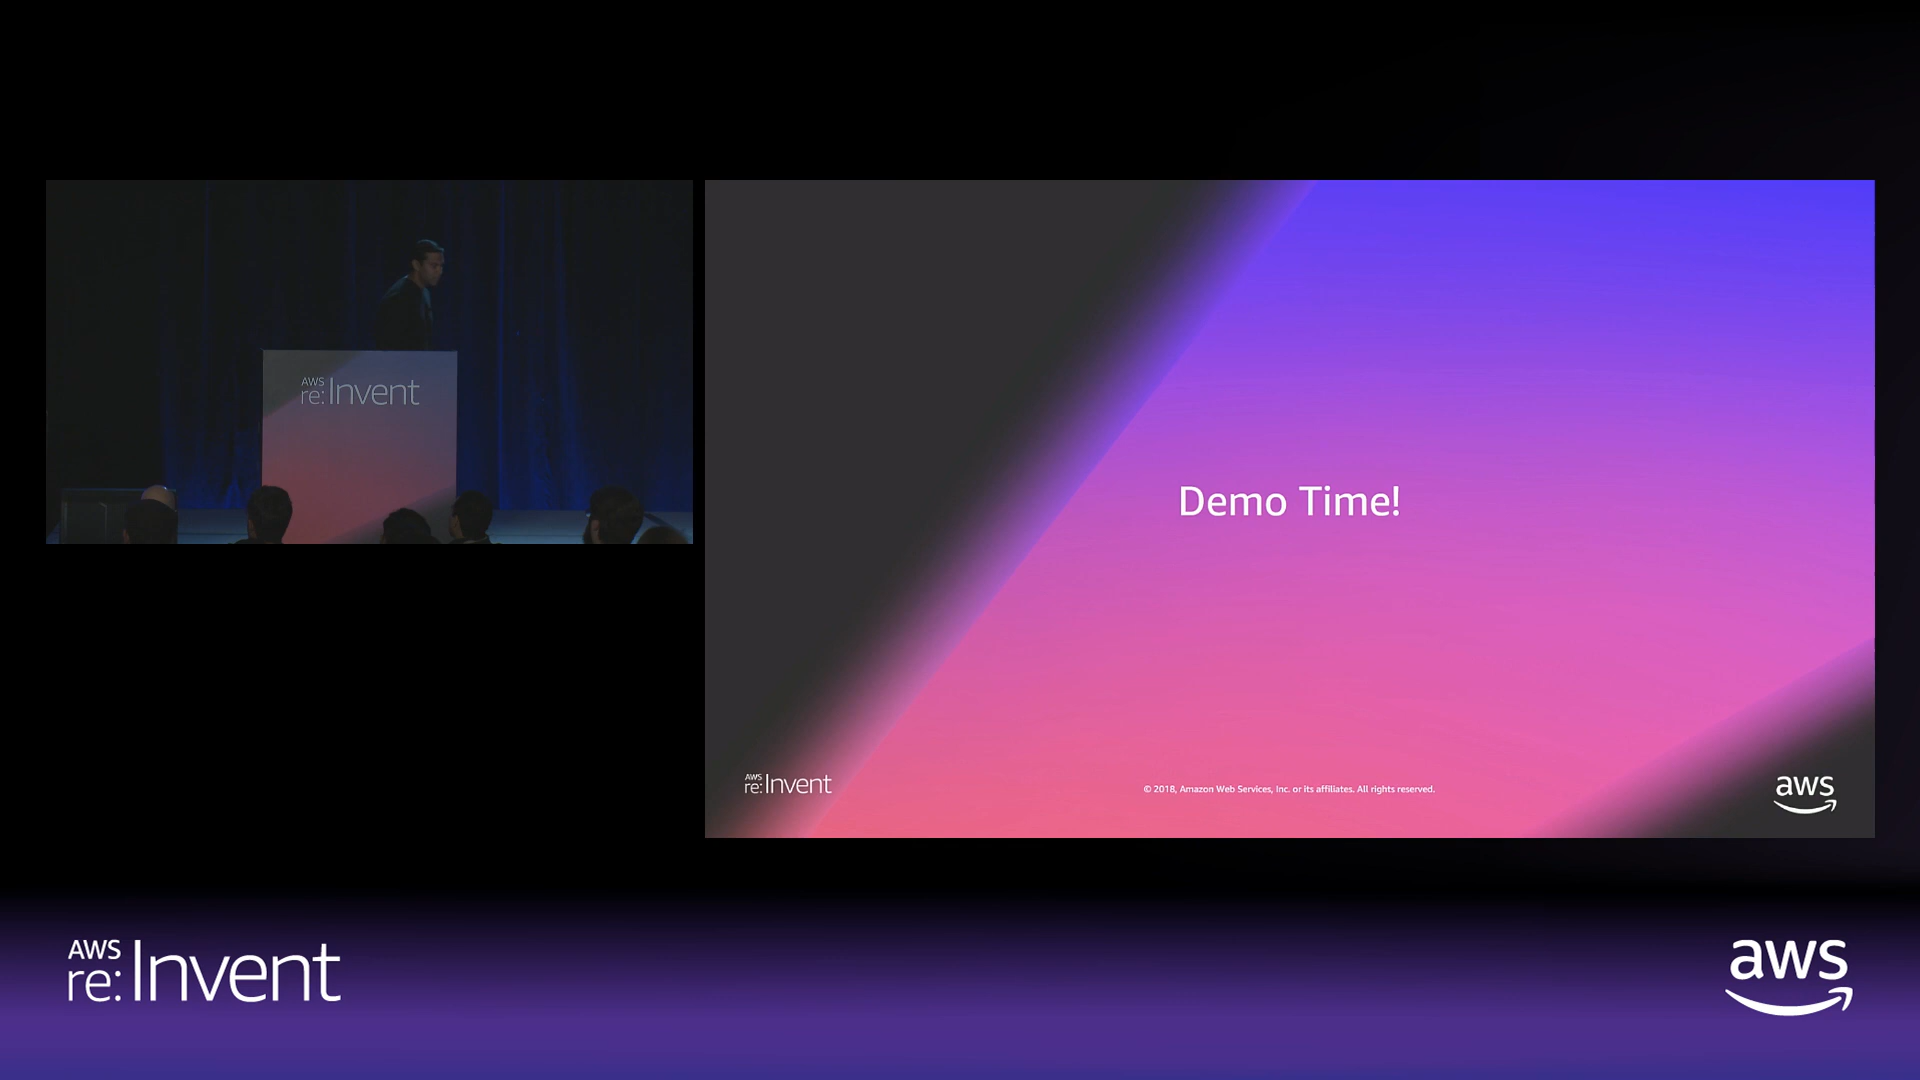 AWS
re:Invent
Demo Time!
AWS
re:Invent
© 2018, Amazon Web Services, Inc. or its affiliates. All rights reserved.
aws
AWS
re:Invent
aws